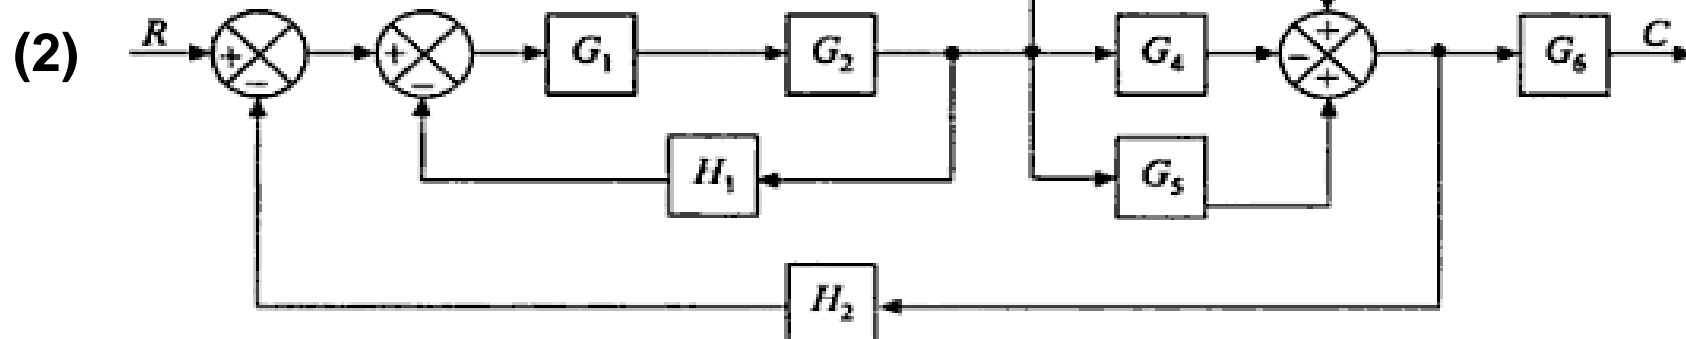 (2) R + − + − G₁ G₂ G₄ − + + G₆ C
H₁ G₅
H₂